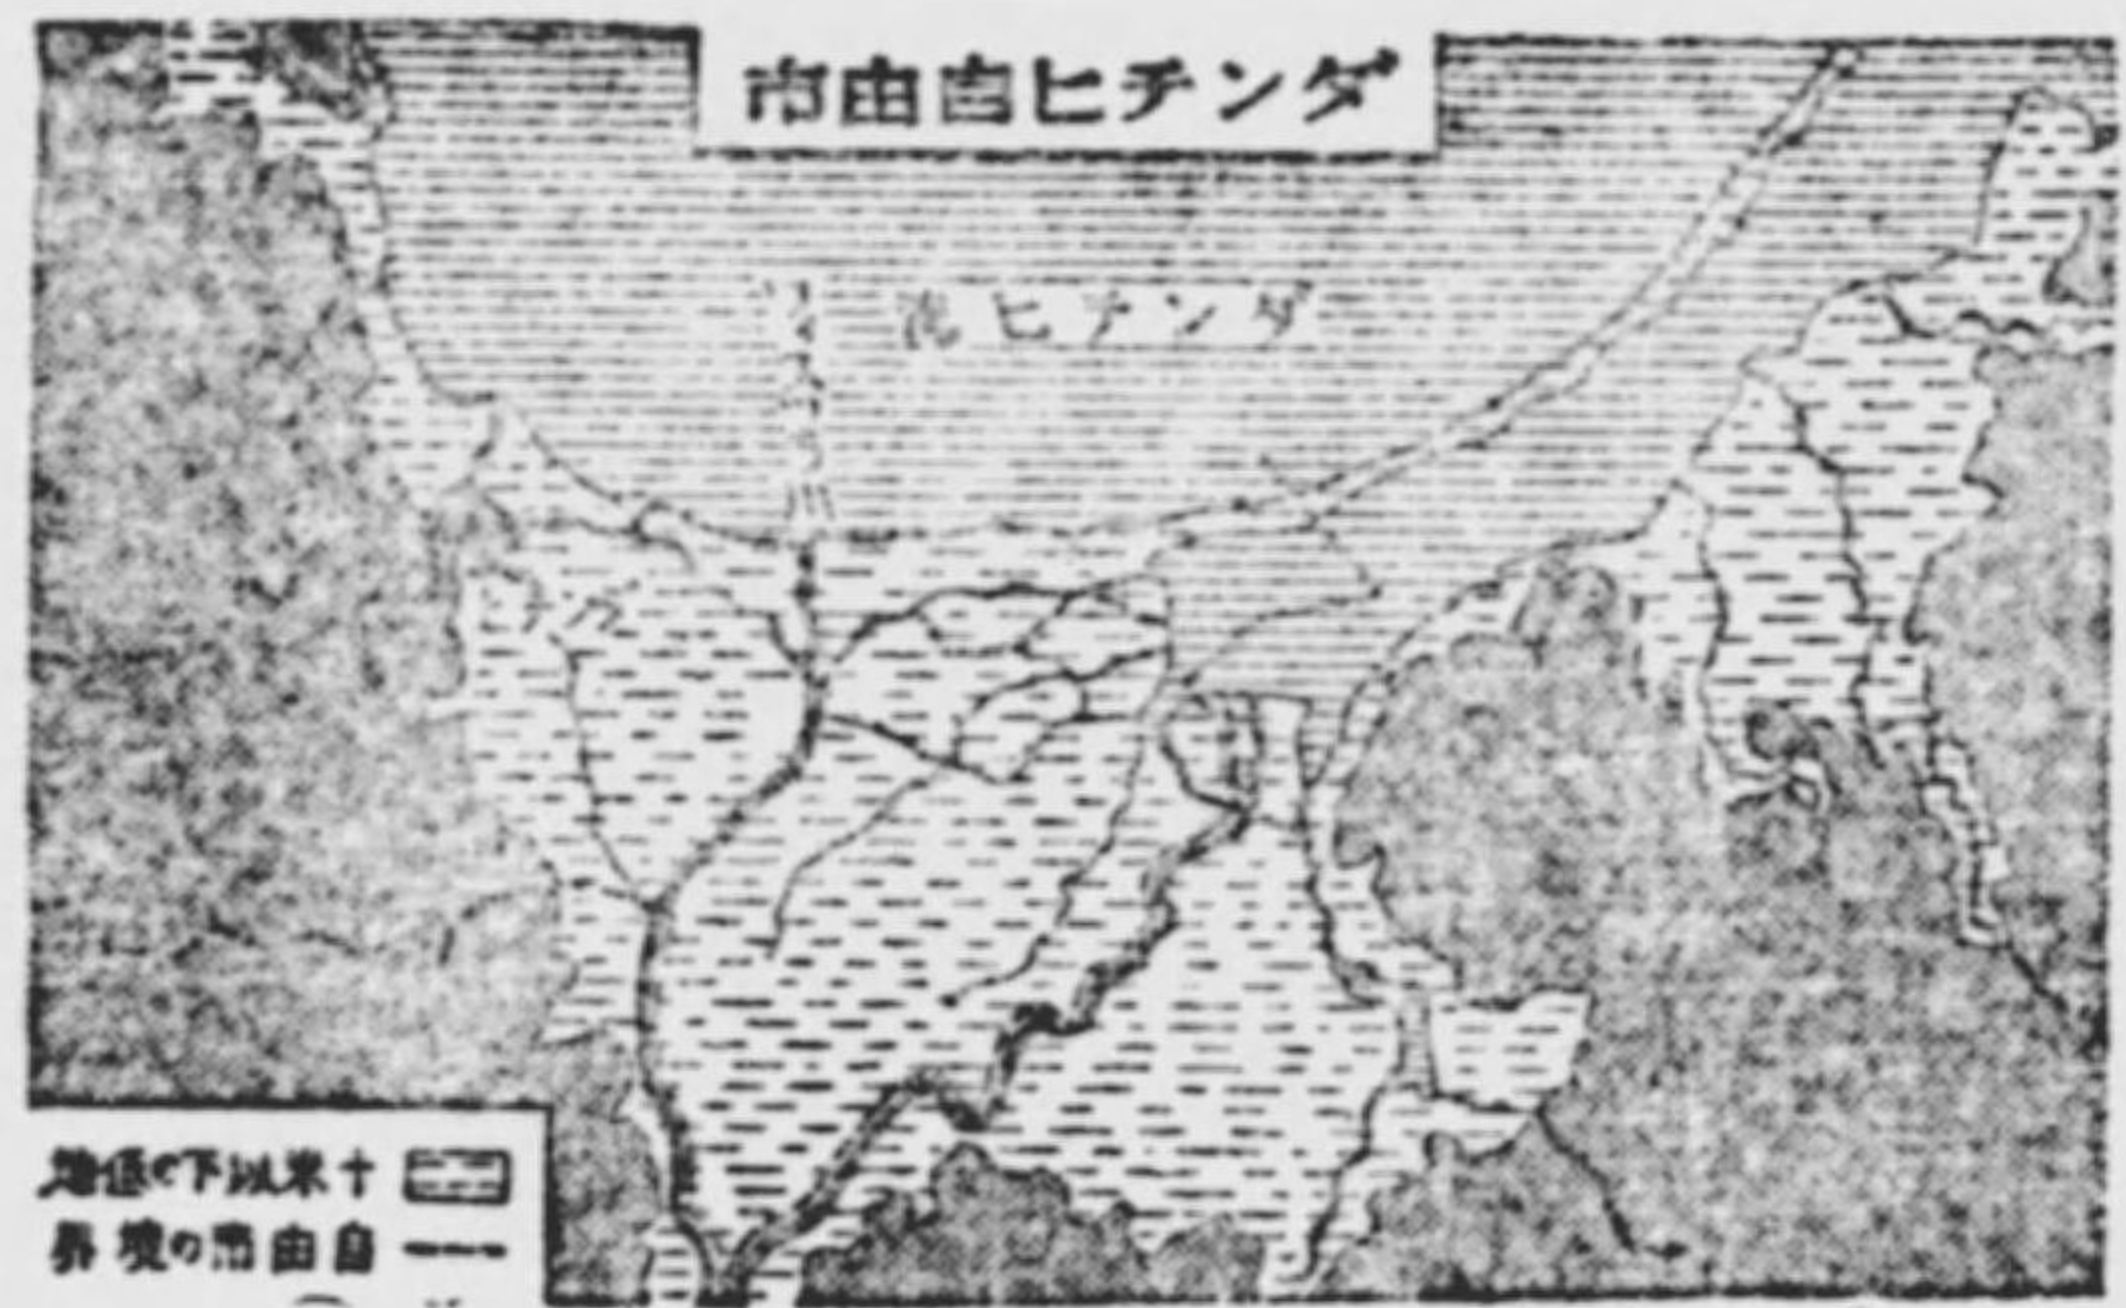 ダンチヒ自由市
ダンチヒ湾
十米以下の低地
自由市の境界